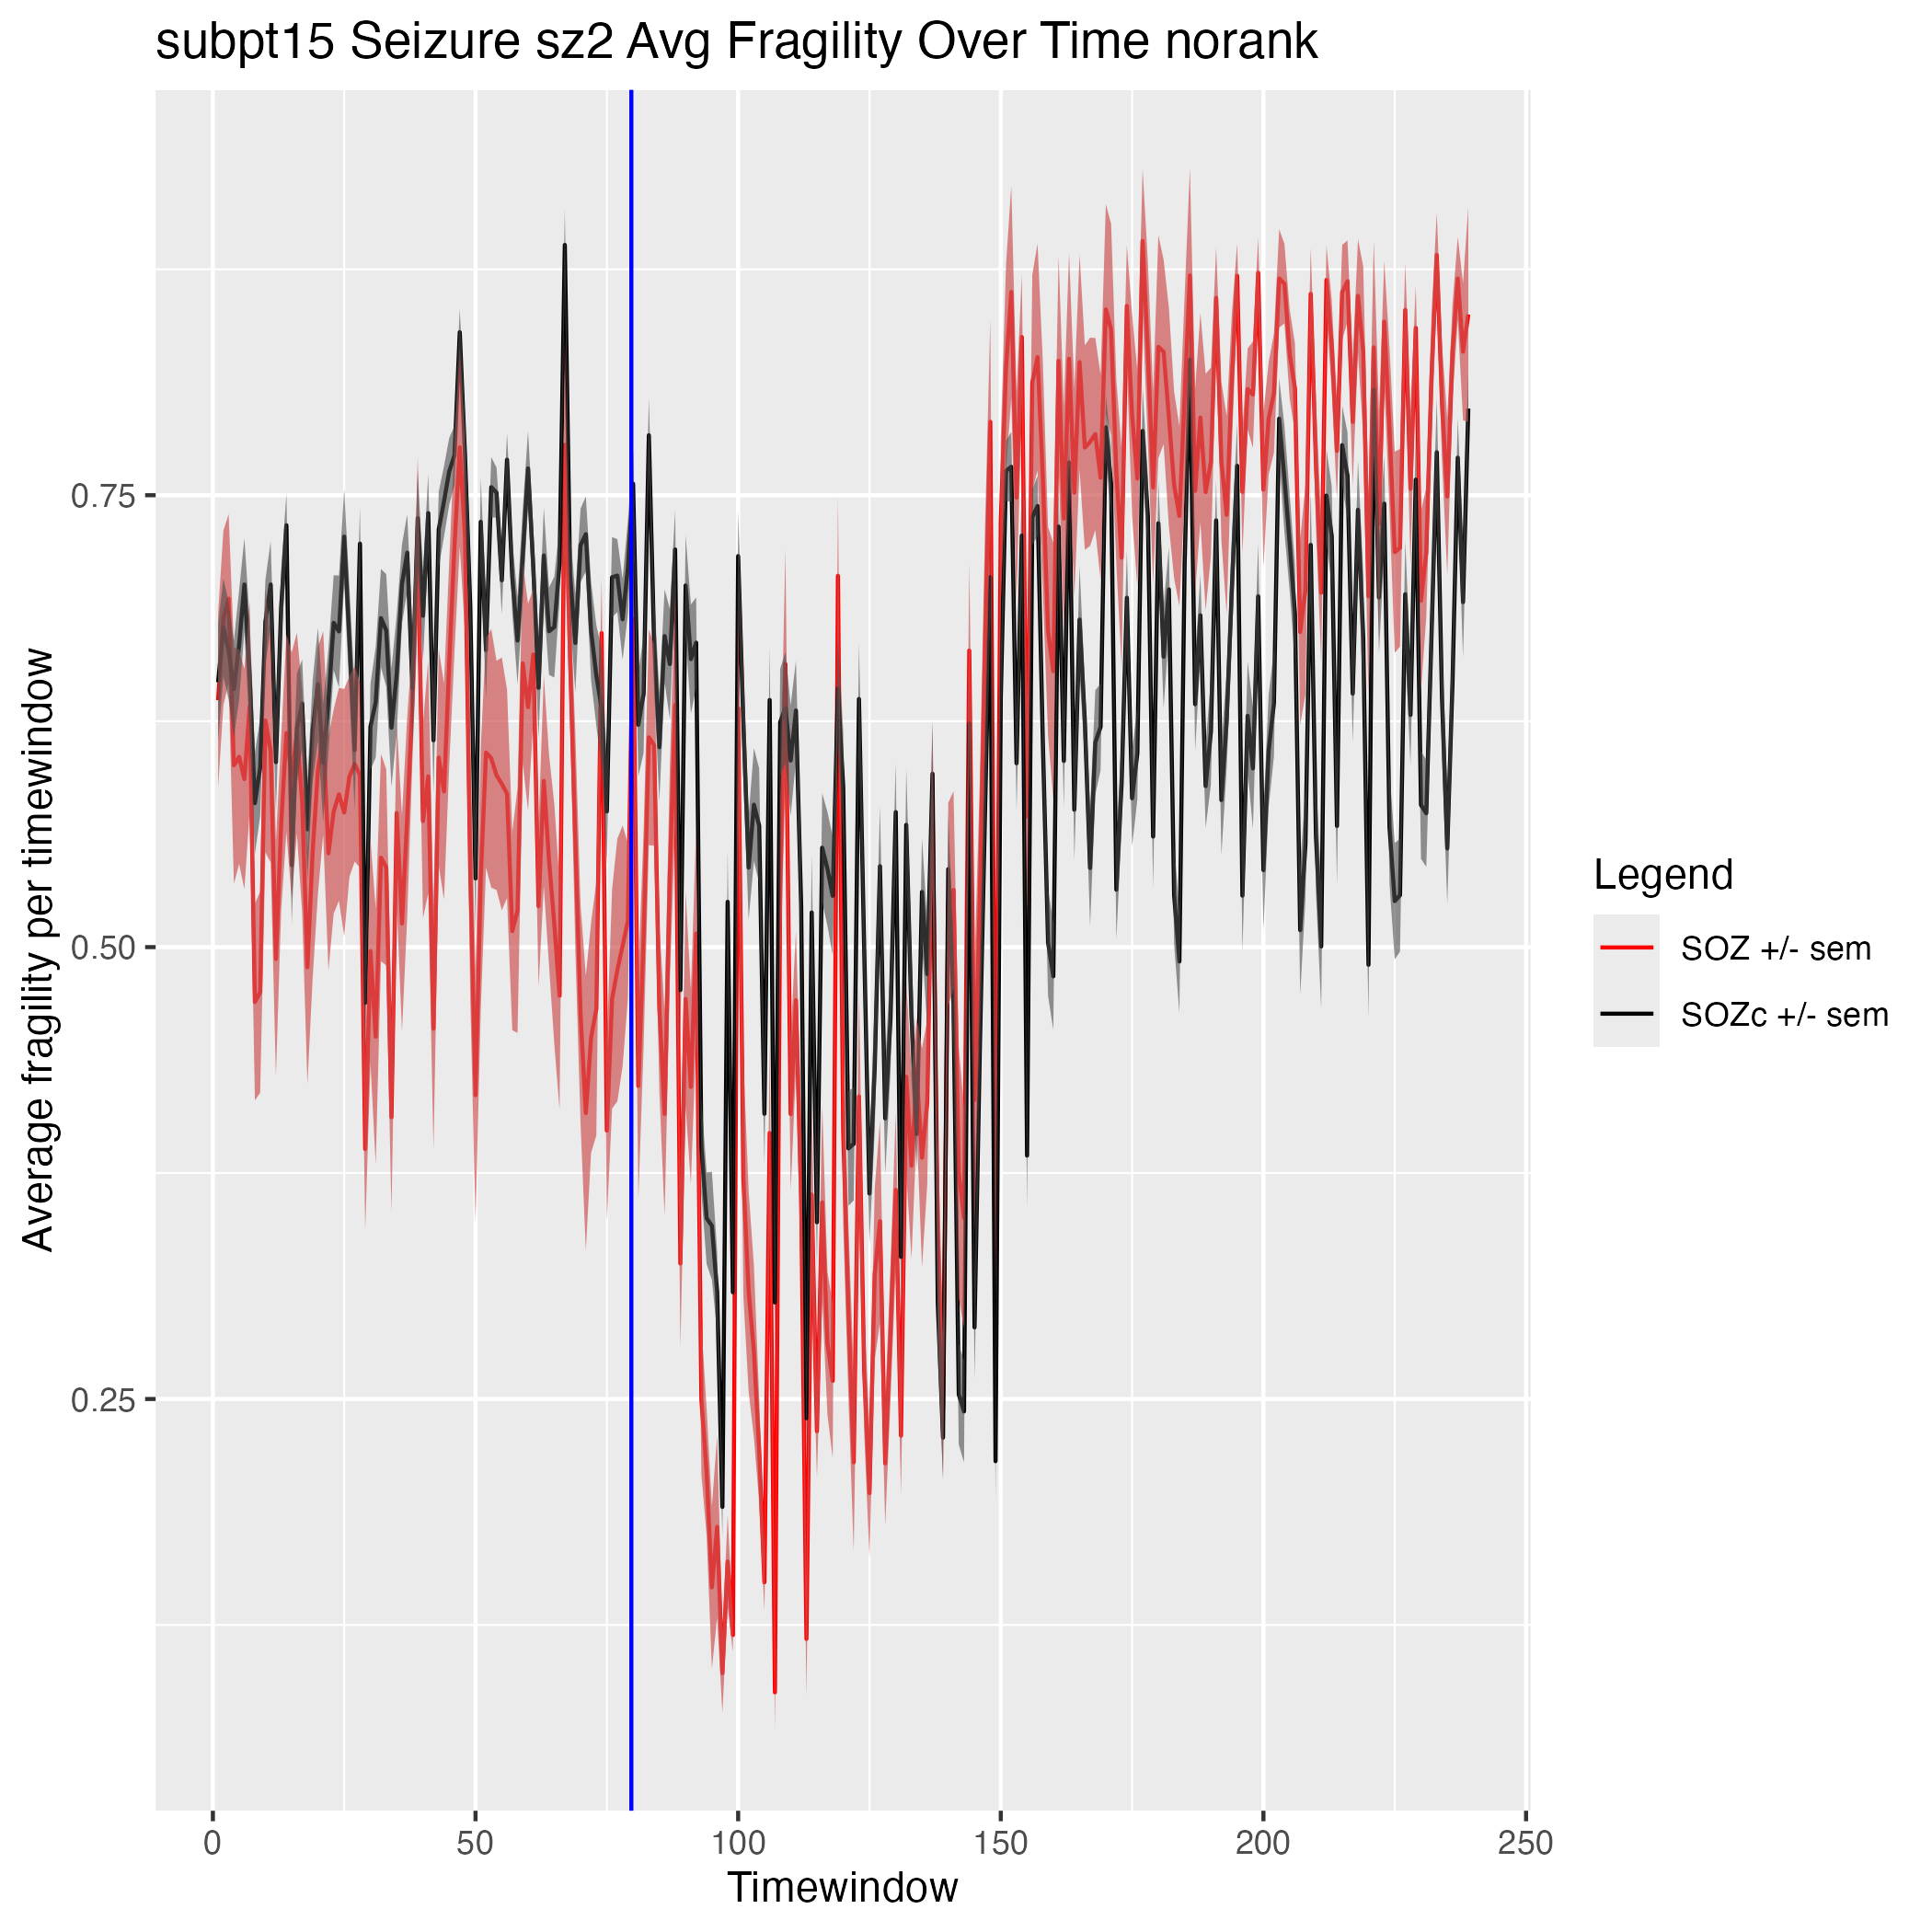 subpt15 Seizure sz2 Avg Fragility Over Time norank
Average fragility per timewindow
0.75
0.50
0.25
0
50
100
150
200
250
Timewindow
Legend
SOZ +/- sem
SOZc +/- sem